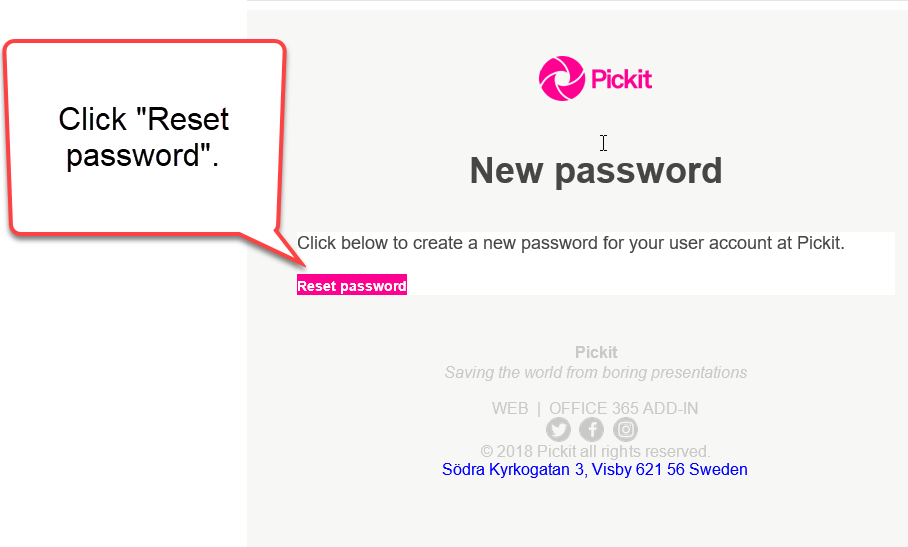 Click "Reset
password".
Pickit
New password
Click below to create a new password for your user account at Pickit.
Reset password
Pickit
Saving the world from boring presentations
WEB | OFFICE 365 ADD-IN
© 2018 Pickit all rights reserved.
Södra Kyrkogatan 3, Visby 621 56 Sweden